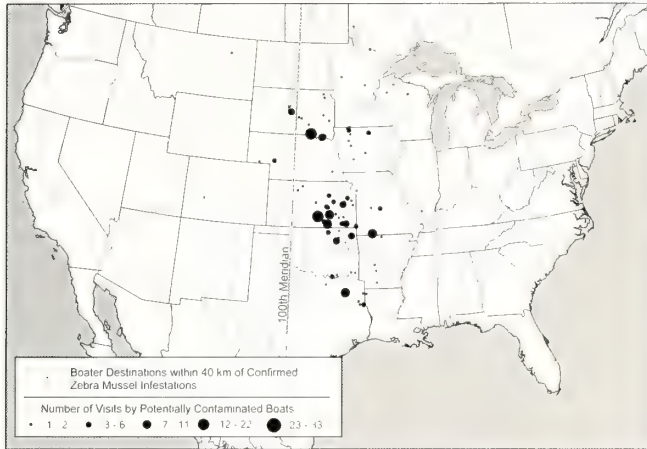 100th Meridian
Boater Destinations within 40 km of Confirmed
Zebra Mussel Infestations
Number of Visits by Potentially Contaminated Boats
1 - 2 3 - 6 7 - 11 12 - 22 23 - 33